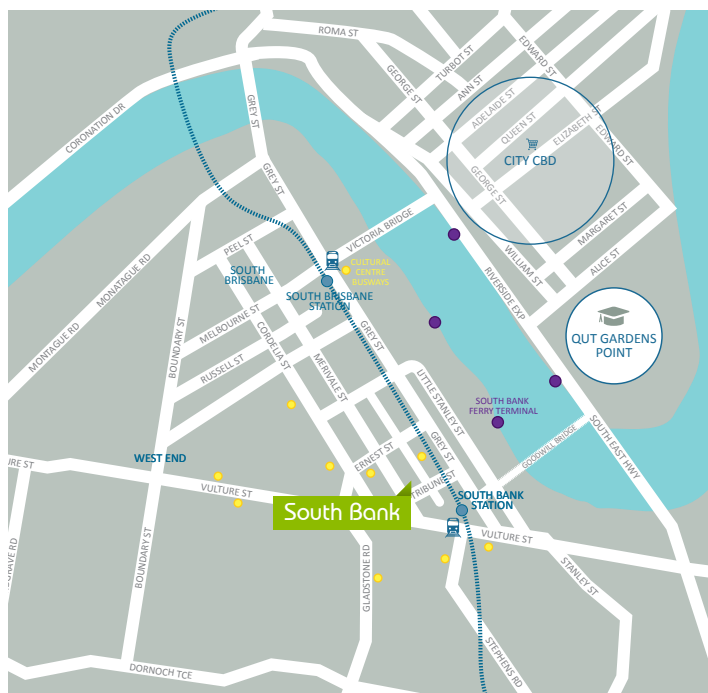 ROMA ST
EDWARD ST
TURBOT ST
GEORGE ST
ANN ST
CORONATION DR
GREY ST
ADELAIDE ST
QUEEN ST
ELIZABETH ST
EDWARD ST
CITY CBD
GREY ST
GEORGE ST
MARGARET ST
VICTORIA BRIDGE
WILLIAM ST
ALICE ST
PEEL ST
MONATAGUE RD
SOUTH
BRISBANE
CULTURAL
CENTRE
BUSWAYS
SOUTH BRISBANE
STATION
RIVERSIDE EXP
MELBOURNE ST
MONTAGUE RD
BOUNDARY ST
CORDELIA ST
GREY ST
RUSSELL ST
MERIVALE ST
QUT GARDENS
POINT
LITTLE STANLEY ST
SOUTH BANK
FERRY TERMINAL
SOUTH EAST HWY
GREY ST
GOODWILL BRIDGE
ERNEST ST
WEST END
URE ST
VULTURE ST
TRIBUNE ST
South Bank
SOUTH BANK
STATION
VULTURE ST
BOUNDARY ST
GLADSTONE RD
STANLEY ST
STEPHENS RD
DORNOCH TCE